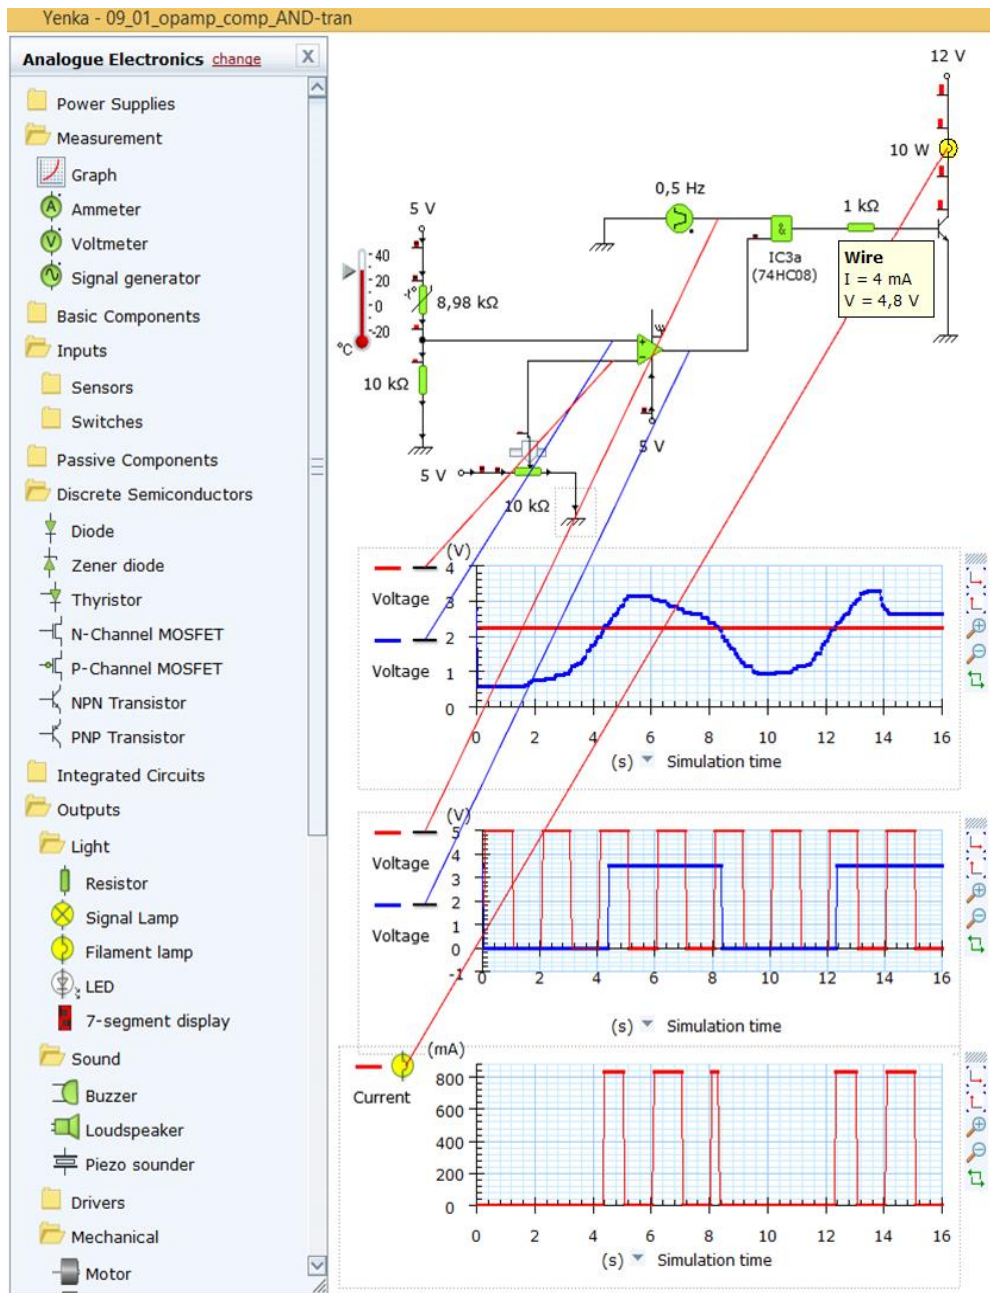 Yenka - 09_01_opamp_comp_AND-tran
Analogue Electronics change X
Power Supplies
Measurement
Graph
A Ammeter
V Voltmeter
Signal generator
Basic Components
Inputs
Sensors
Switches
Passive Components
Discrete Semiconductors
Diode
Zener diode
Thyristor
N-Channel MOSFET
P-Channel MOSFET
NPN Transistor
PNP Transistor
Integrated Circuits
Outputs
Light
Resistor
Signal Lamp
Filament lamp
LED
7-segment display
Sound
Buzzer
Loudspeaker
Piezo sounder
Drivers
Mechanical
Motor
12 V
10 W
0,5 Hz
1 kΩ
&
IC3a
(74HC08)
Wire
I = 4 mA
V = 4,8 V
5 V
40
20
0
-20
°C
-t°
8,98 kΩ
10 kΩ
+
−
5 V
5 V
10 kΩ
(V)
4
Voltage
3
2
Voltage
1
0
0 2 4 6 8 10 12 14 16
(s) Simulation time
(V)
5
Voltage
4
3
2
Voltage
1
0
-1
0 2 4 6 8 10 12 14 16
(s) Simulation time
(mA)
Current
800
600
400
200
0
0 2 4 6 8 10 12 14 16
(s) Simulation time